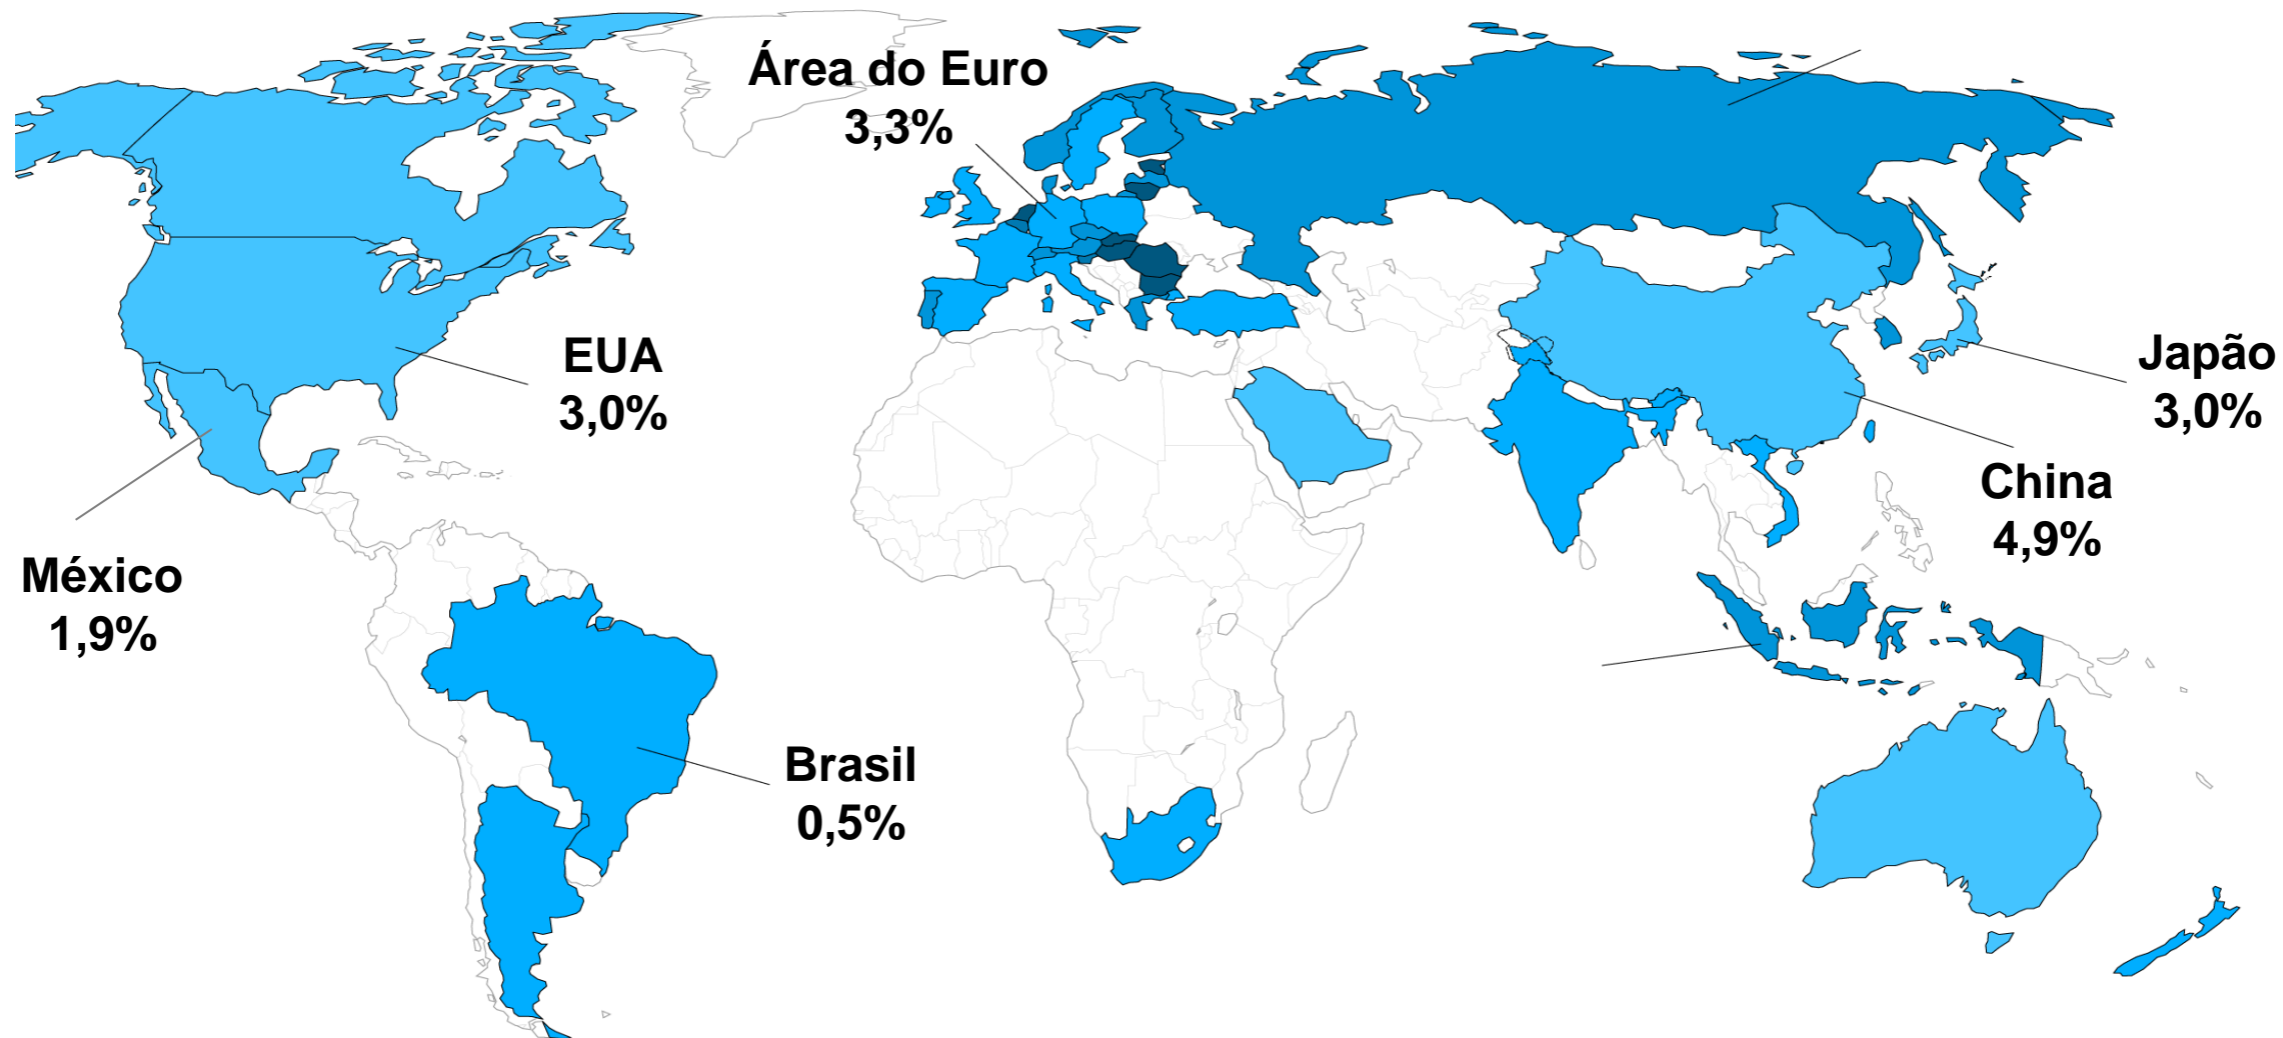 Área do Euro
3,3%
EUA
3,0%
Japão
3,0%
China
4,9%
México
1,9%
Brasil
0,5%